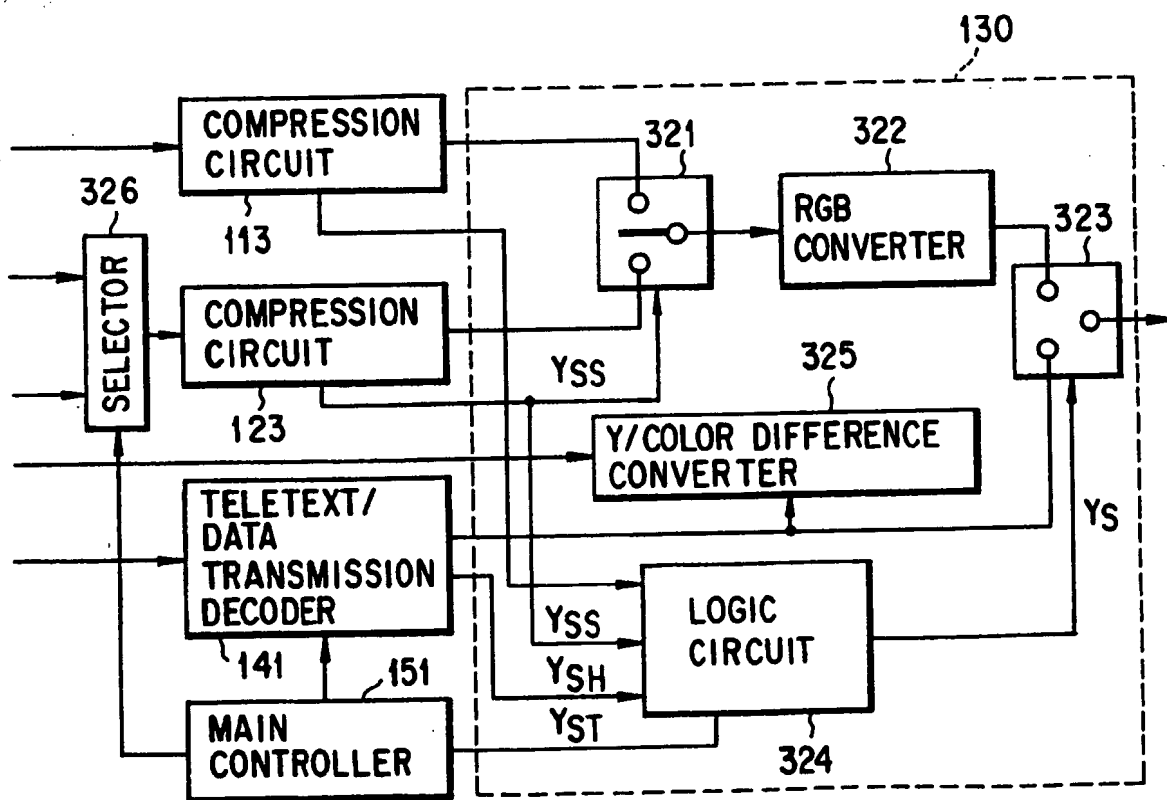 130
COMPRESSION
CIRCUIT
113
326
SELECTOR
COMPRESSION
CIRCUIT
123
321
322
RGB
CONVERTER
323
YSS
325
Y/COLOR DIFFERENCE
CONVERTER
TELETEXT/
DATA
TRANSMISSION
DECODER
141
YS
LOGIC
CIRCUIT
324
YSS
YSH
YST
151
MAIN
CONTROLLER